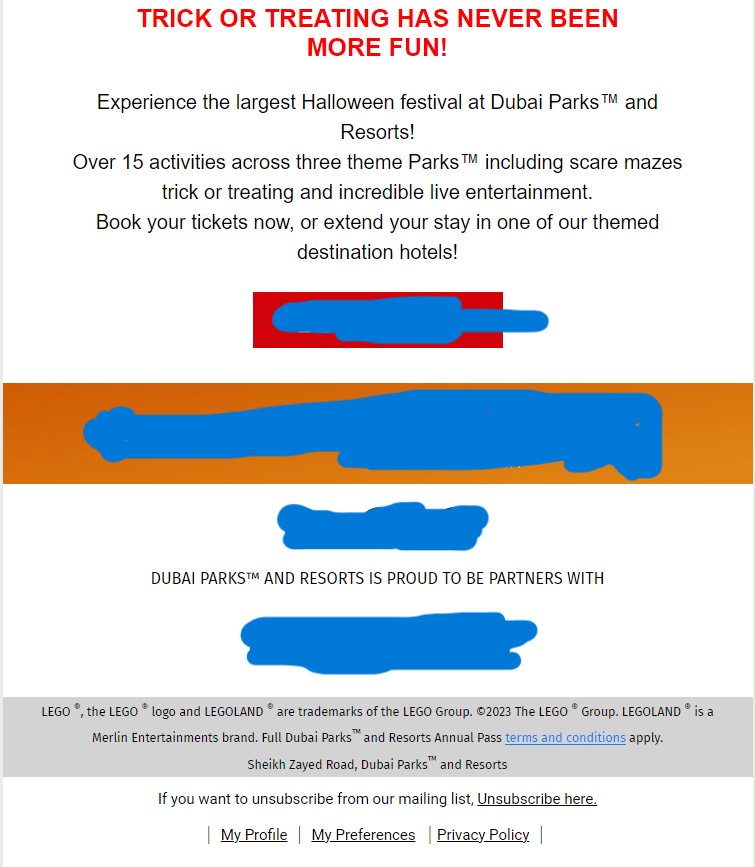 TRICK OR TREATING HAS NEVER BEEN
MORE FUN!
Experience the largest Halloween festival at Dubai Parks™ and
Resorts!
Over 15 activities across three theme Parks™ including scare mazes
trick or treating and incredible live entertainment.
Book your tickets now, or extend your stay in one of our themed
destination hotels!
DUBAI PARKS™ AND RESORTS IS PROUD TO BE PARTNERS WITH
LEGO ®, the LEGO ® logo and LEGOLAND ® are trademarks of the LEGO Group. ©2023 The LEGO ® Group. LEGOLAND ® is a
Merlin Entertainments brand. Full Dubai Parks™ and Resorts Annual Pass terms and conditions apply.
Sheikh Zayed Road, Dubai Parks™ and Resorts
If you want to unsubscribe from our mailing list, Unsubscribe here.
| My Profile | My Preferences | Privacy Policy |